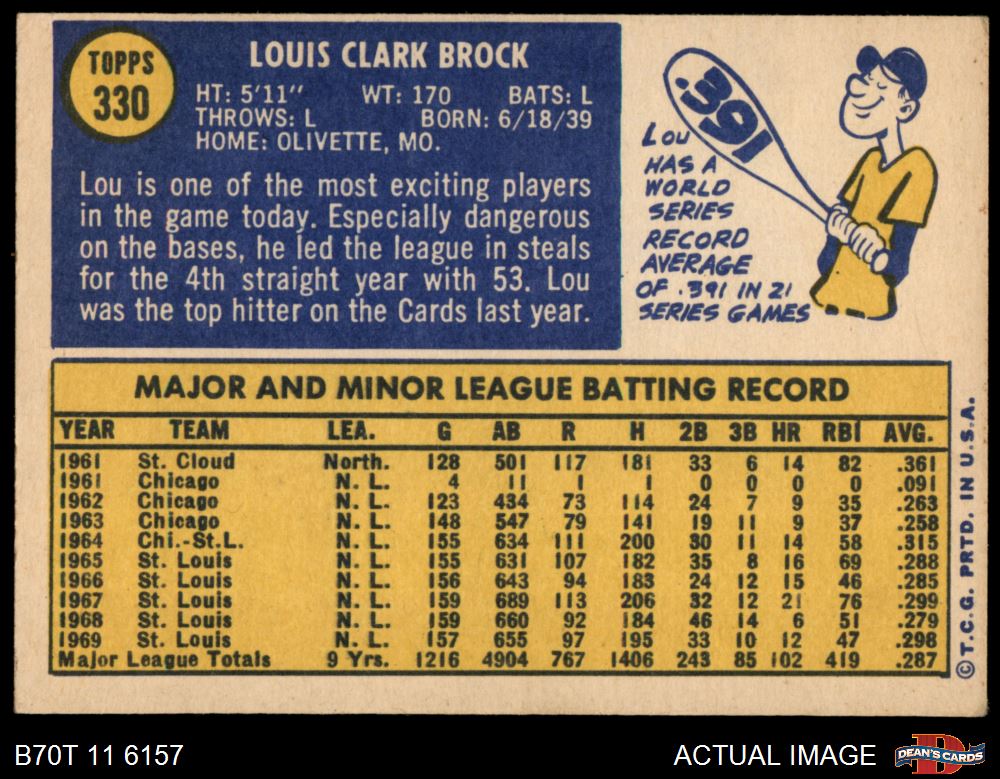 TOPPS
330
LOUIS CLARK BROCK
HT: 5'11" WT: 170 BATS: L
THROWS: L BORN: 6/18/39
HOME: OLIVETTE, MO.
Lou is one of the most exciting players
in the game today. Especially dangerous
on the bases, he led the league in steals
for the 4th straight year with 53. Lou
was the top hitter on the Cards last year.
.391
LOU
HAS A
WORLD
SERIES
RECORD
AVERAGE
OF .391 IN 21
SERIES GAMES
MAJOR AND MINOR LEAGUE BATTING RECORD
YEAR TEAM LEA. G AB R H 2B 3B HR RBI AVG.
1961 St. Cloud North. 128 501 117 181 33 6 14 82 .361
1961 Chicago N. L. 4 11 1 1 0 0 0 0 .091
1962 Chicago N. L. 123 434 73 114 24 7 9 35 .263
1963 Chicago N. L. 148 547 79 141 19 11 9 37 .258
1964 Chi.-St.L. N. L. 155 634 111 200 30 11 14 58 .315
1965 St. Louis N. L. 155 631 107 182 35 8 16 69 .288
1966 St. Louis N. L. 156 643 94 183 24 12 15 46 .285
1967 St. Louis N. L. 159 689 113 206 32 12 21 76 .299
1968 St. Louis N. L. 159 660 92 184 46 14 6 51 .279
1969 St. Louis N. L. 157 655 97 195 33 10 12 47 .298
Major League Totals 9 Yrs. 1216 4904 767 1406 243 85 102 419 .287
© T.C.G. PRTD. IN U.S.A.
B70T 11 6157
ACTUAL IMAGE
D
DEAN'S CARDS